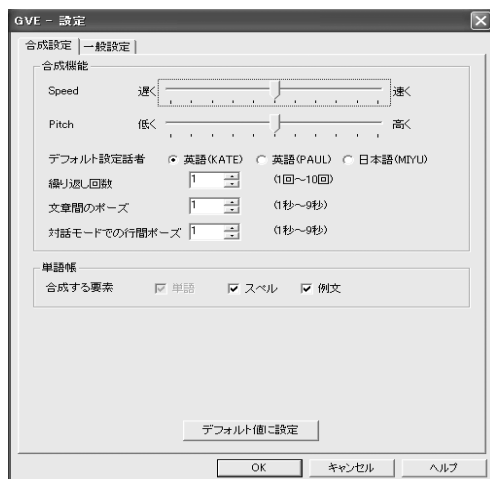 GVE - 設定
合成設定 一般設定
合成機能
Speed 遅く 速く
Pitch 低く 高く
デフォルト設定話者 英語(KATE) 英語(PAUL) 日本語(MIYU)
繰り返し回数 1 (1回～10回)
文章間のポーズ 1 (1秒～9秒)
対話モードでの行間ポーズ 1 (1秒～9秒)
単語帳
合成する要素 単語 スペル 例文
デフォルト値に設定
OK キャンセル ヘルプ